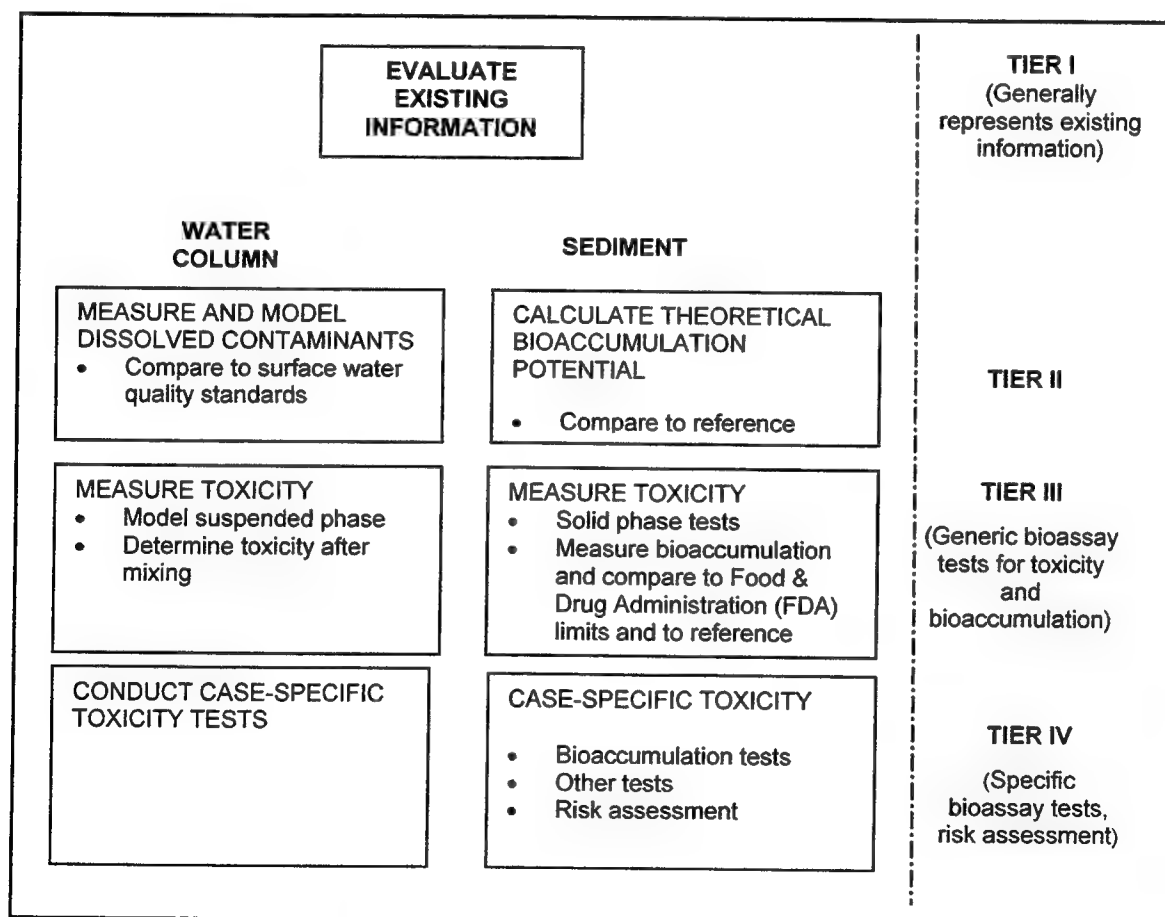 EVALUATE
EXISTING
INFORMATION
TIER I
(Generally
represents existing
information)
WATER
COLUMN
SEDIMENT
MEASURE AND MODEL
DISSOLVED CONTAMINANTS
• Compare to surface water
quality standards
CALCULATE THEORETICAL
BIOACCUMULATION
POTENTIAL
• Compare to reference
TIER II
MEASURE TOXICITY
• Model suspended phase
• Determine toxicity after
mixing
MEASURE TOXICITY
• Solid phase tests
• Measure bioaccumulation
and compare to Food &
Drug Administration (FDA)
limits and to reference
TIER III
(Generic bioassay
tests for toxicity
and
bioaccumulation)
CONDUCT CASE-SPECIFIC
TOXICITY TESTS
CASE-SPECIFIC TOXICITY
• Bioaccumulation tests
• Other tests
• Risk assessment
TIER IV
(Specific
bioassay tests,
risk assessment)